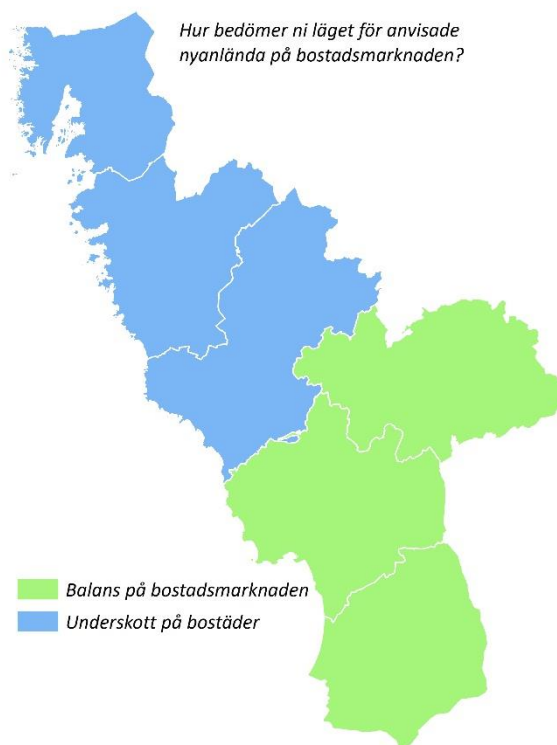 Hur bedömer ni läget för anvisade
nyanlända på bostadsmarknaden?
Balans på bostadsmarknaden
Underskott på bostäder